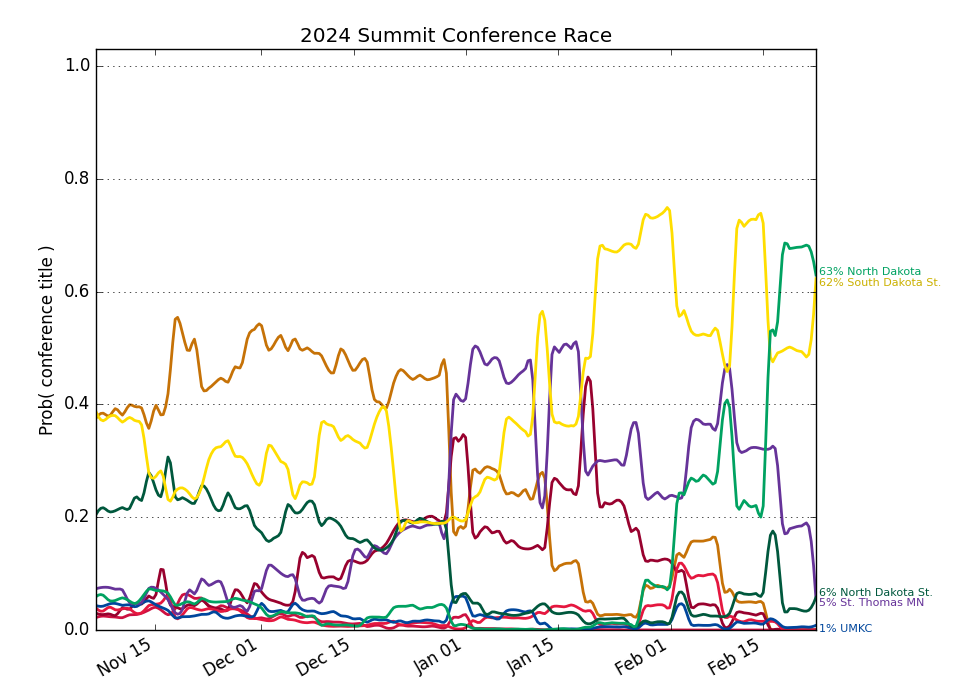 2024 Summit Conference Race
Prob( conference title )
1.0
0.8
0.6
0.4
0.2
0.0
63% North Dakota
62% South Dakota St.
6% North Dakota St.
5% St. Thomas MN
1% UMKC
Nov 15
Dec 01
Dec 15
Jan 01
Jan 15
Feb 01
Feb 15